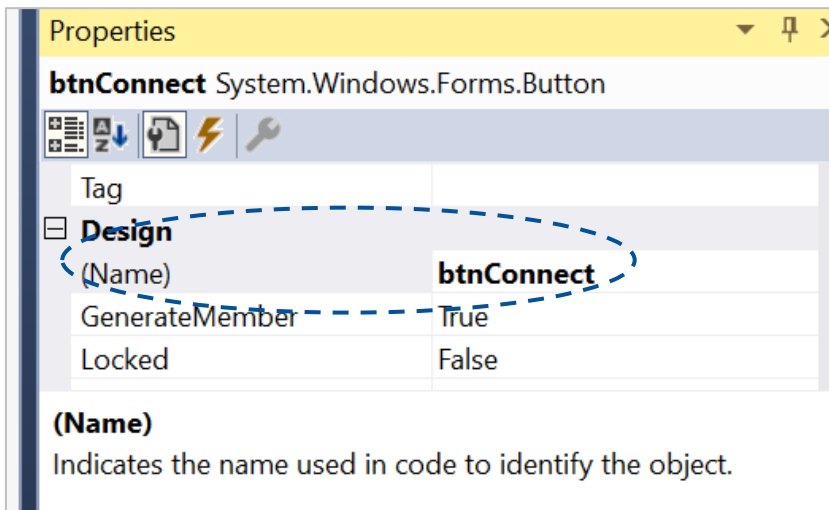 Properties
btnConnect System.Windows.Forms.Button
Tag
Design
(Name) btnConnect
GenerateMember True
Locked False
(Name)
Indicates the name used in code to identify the object.